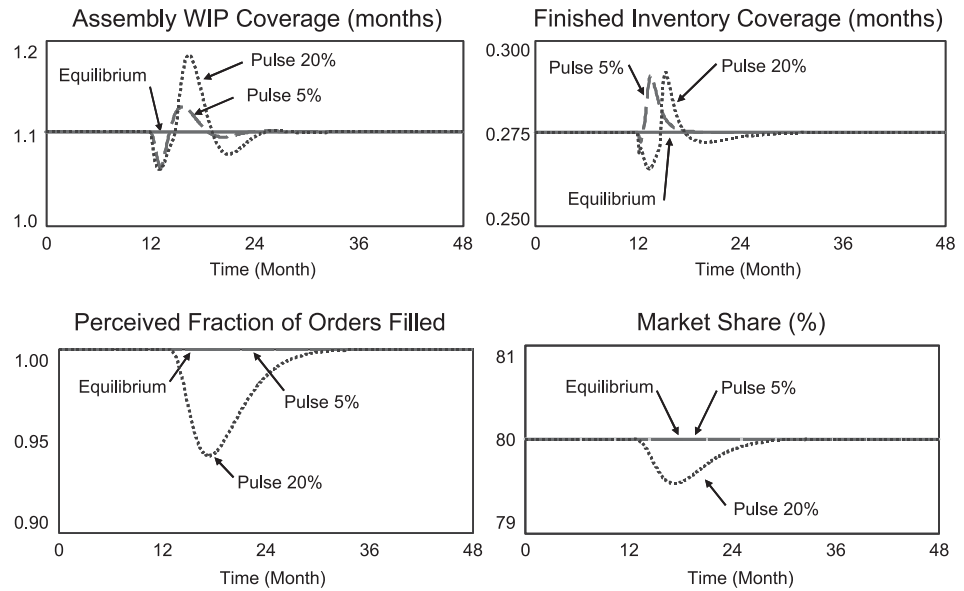 Assembly WIP Coverage (months)
1.2
Equilibrium
Pulse 20%
Pulse 5%
1.1
1.0
0
12
24
36
48
Time (Month)
Finished Inventory Coverage (months)
0.300
Pulse 5%
Pulse 20%
0.275
Equilibrium
0.250
0
12
24
36
48
Time (Month)
Perceived Fraction of Orders Filled
1.00
Equilibrium
Pulse 5%
0.95
Pulse 20%
0.90
0
12
24
36
48
Time (Month)
Market Share (%)
81
Equilibrium
Pulse 5%
80
Pulse 20%
79
0
12
24
36
48
Time (Month)